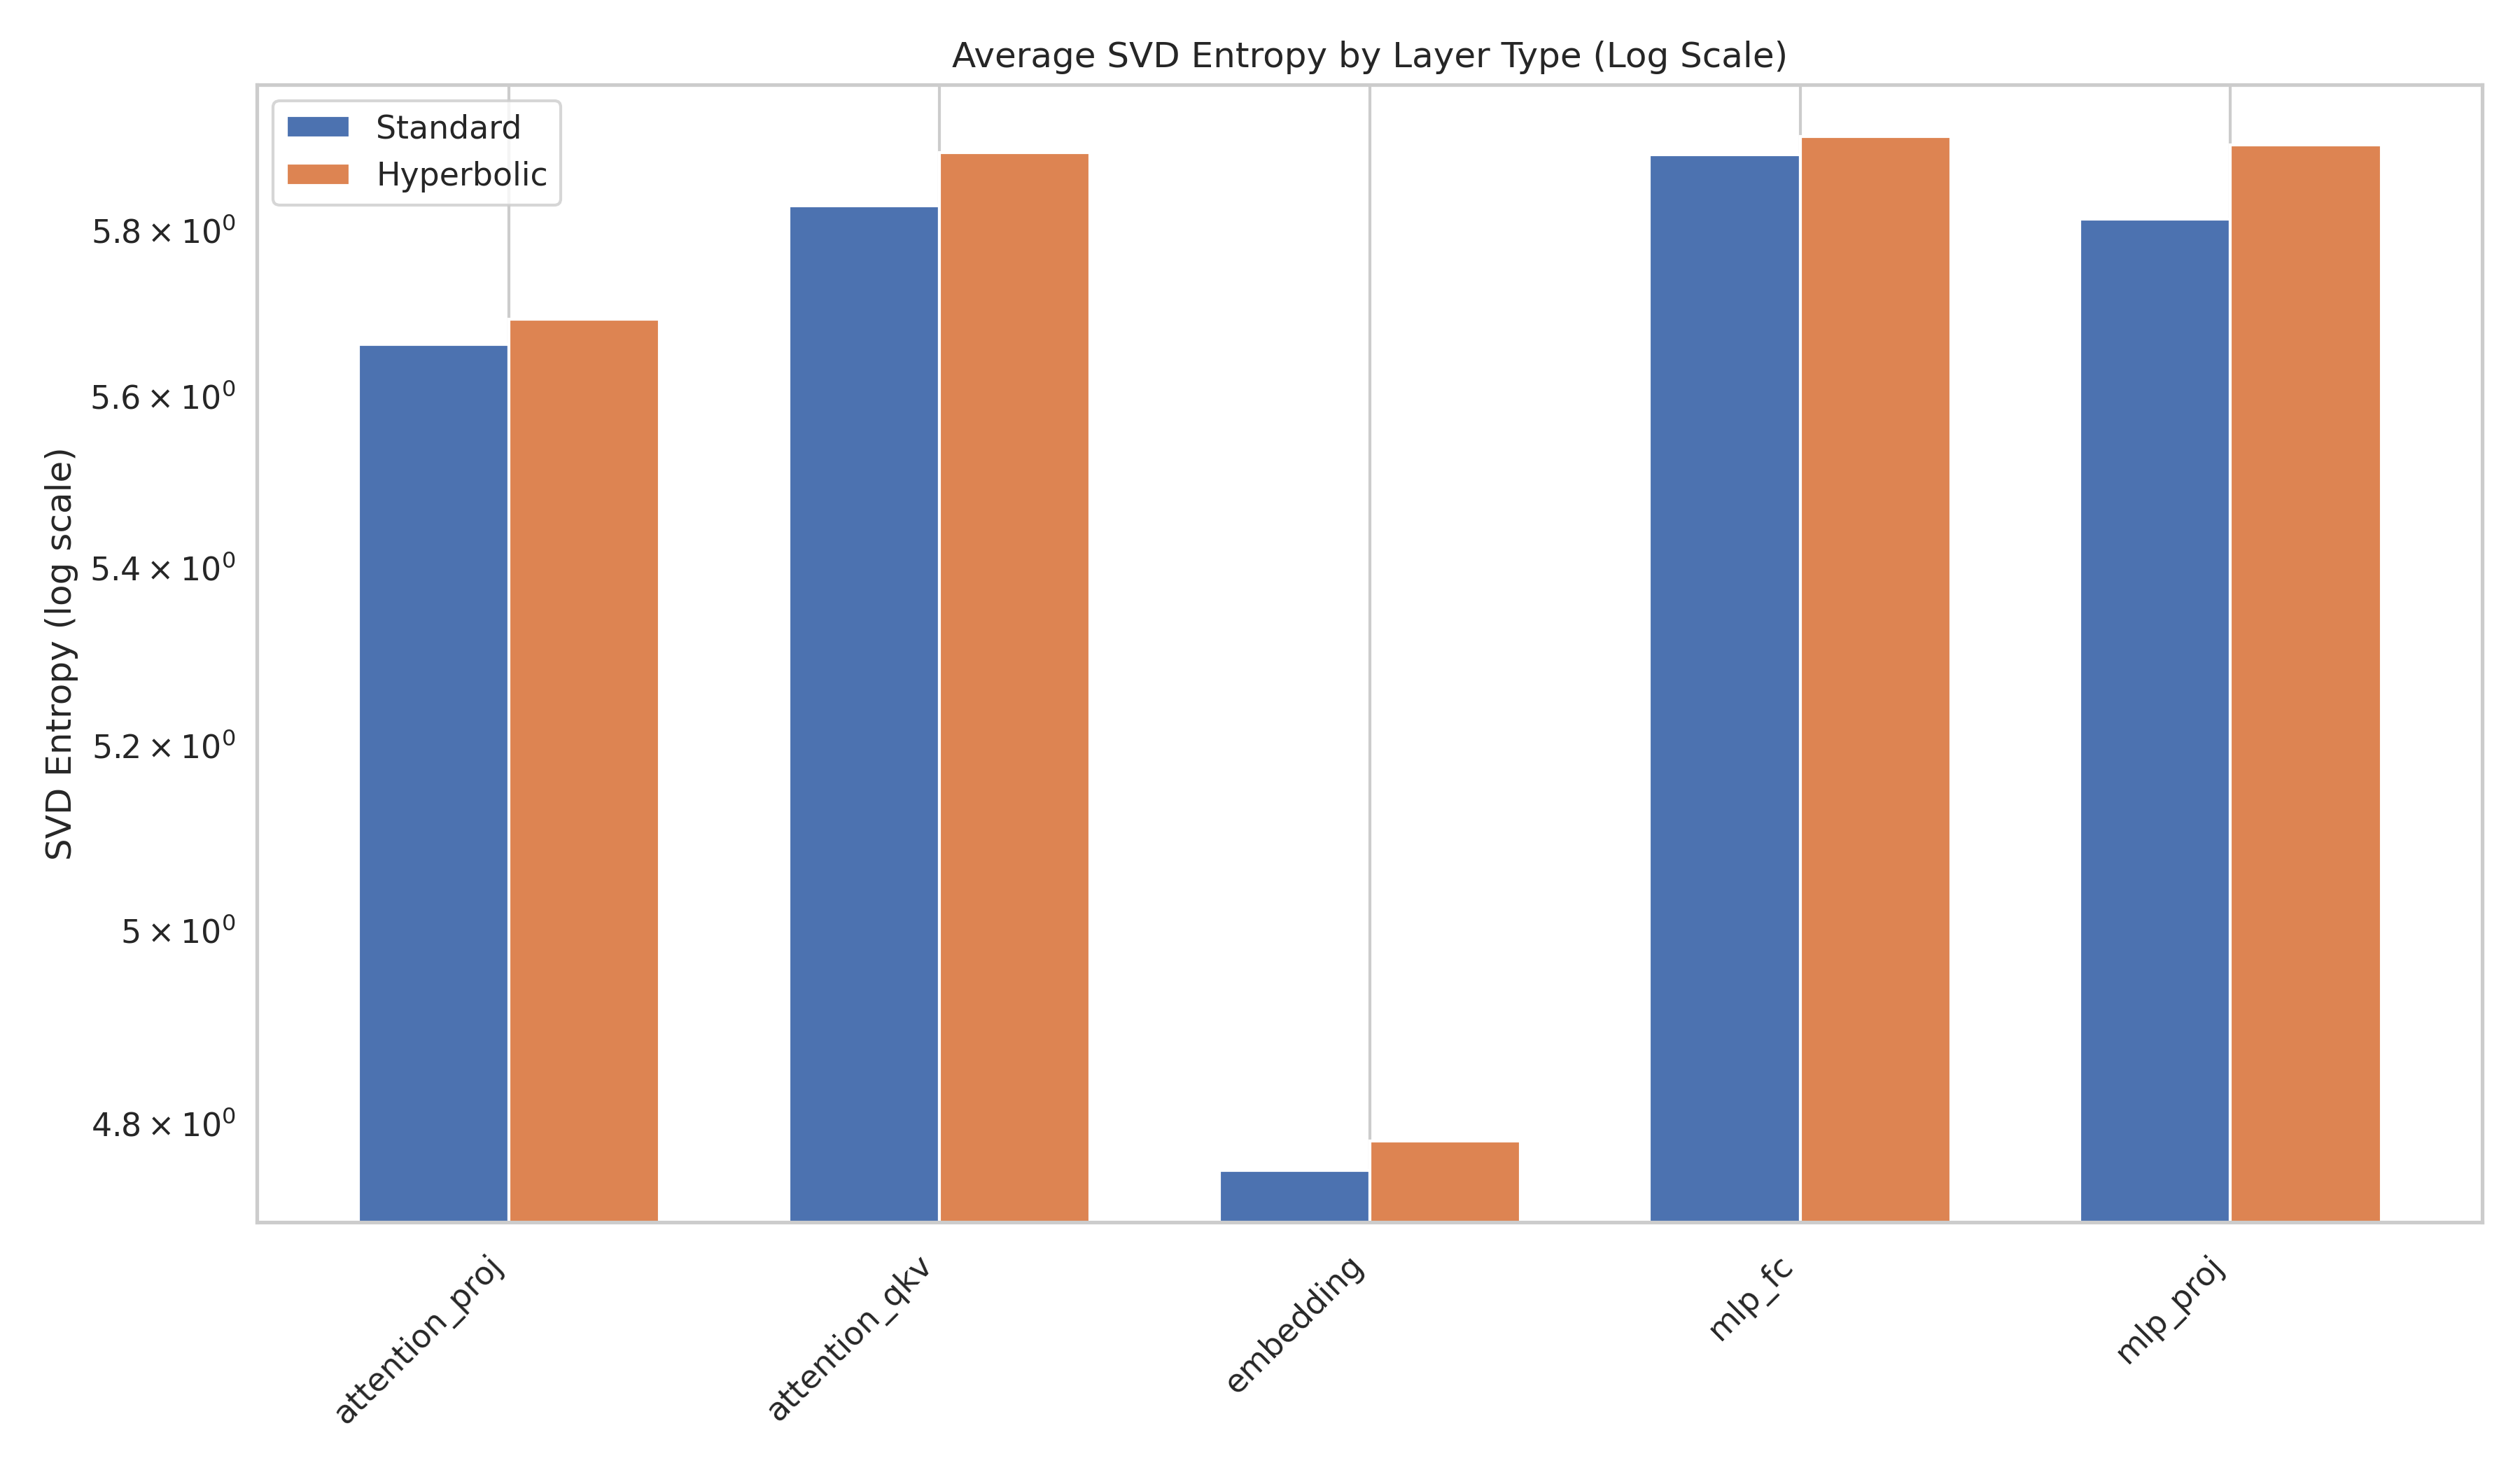 Average SVD Entropy by Layer Type (Log Scale)
Standard
Hyperbolic
SVD Entropy (log scale)
5.8 × 10⁰
5.6 × 10⁰
5.4 × 10⁰
5.2 × 10⁰
5 × 10⁰
4.8 × 10⁰
attention_proj
attention_qkv
embedding
mlp_fc
mlp_proj